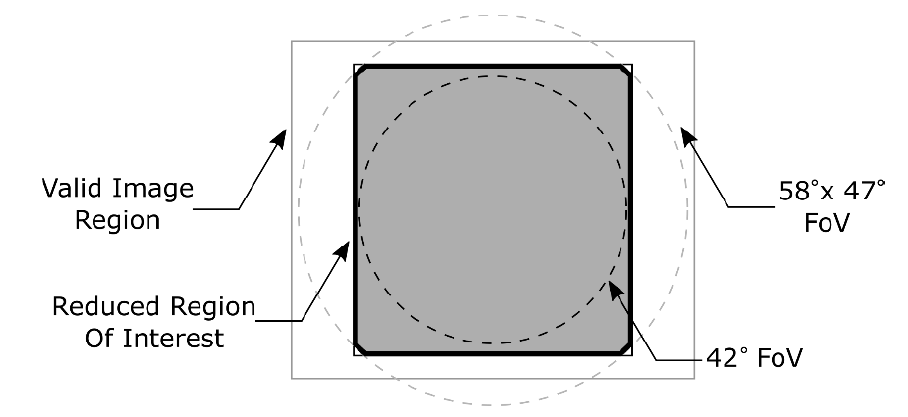 Valid Image
Region
58°x 47°
FoV
Reduced Region
Of Interest
42° FoV